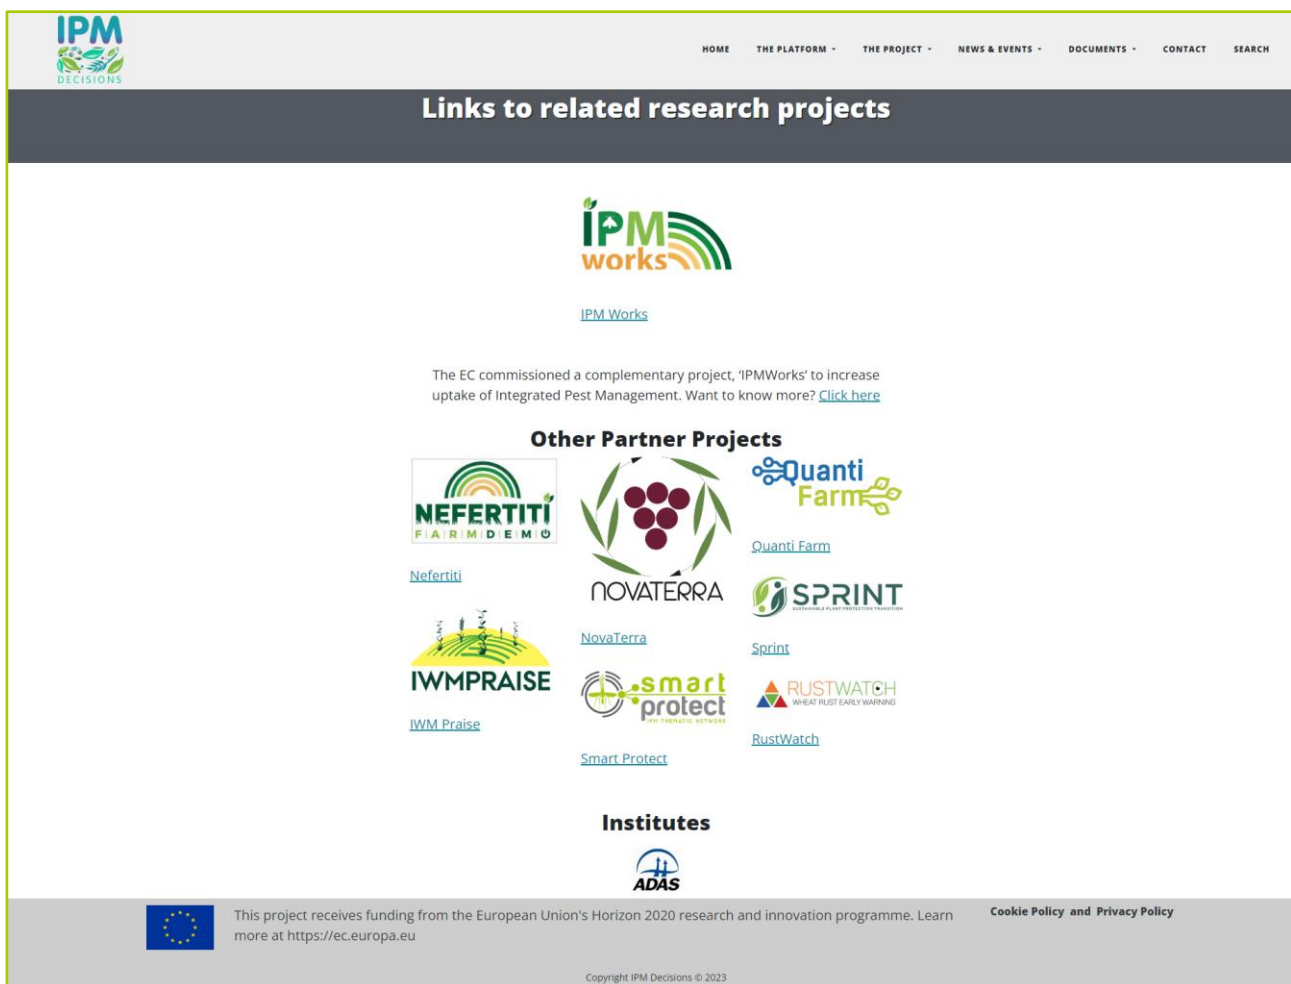 IPM
DECISIONS
HOME THE PLATFORM THE PROJECT NEWS & EVENTS DOCUMENTS CONTACT SEARCH
Links to related research projects
IPM
works
IPM Works
The EC commissioned a complementary project, 'IPMWorks' to increase
uptake of Integrated Pest Management. Want to know more? Click here
Other Partner Projects
NEFERTITI
F|A|R|M|D|E|M|O
Nefertiti
IWMPRAISE
IWM Praise
NOVATERRA
NovaTerra
smart
protect
IPM THEMATIC NETWORK
Smart Protect
Quanti
Farm
Quanti Farm
SPRINT
SUSTAINABLE PLANT PROTECTION TRANSITION
Sprint
RUSTWATCH
WHEAT RUST EARLY WARNING
RustWatch
Institutes
ADAS
This project receives funding from the European Union's Horizon 2020 research and innovation programme. Learn
more at https://ec.europa.eu
Cookie Policy and Privacy Policy
Copyright IPM Decisions © 2023